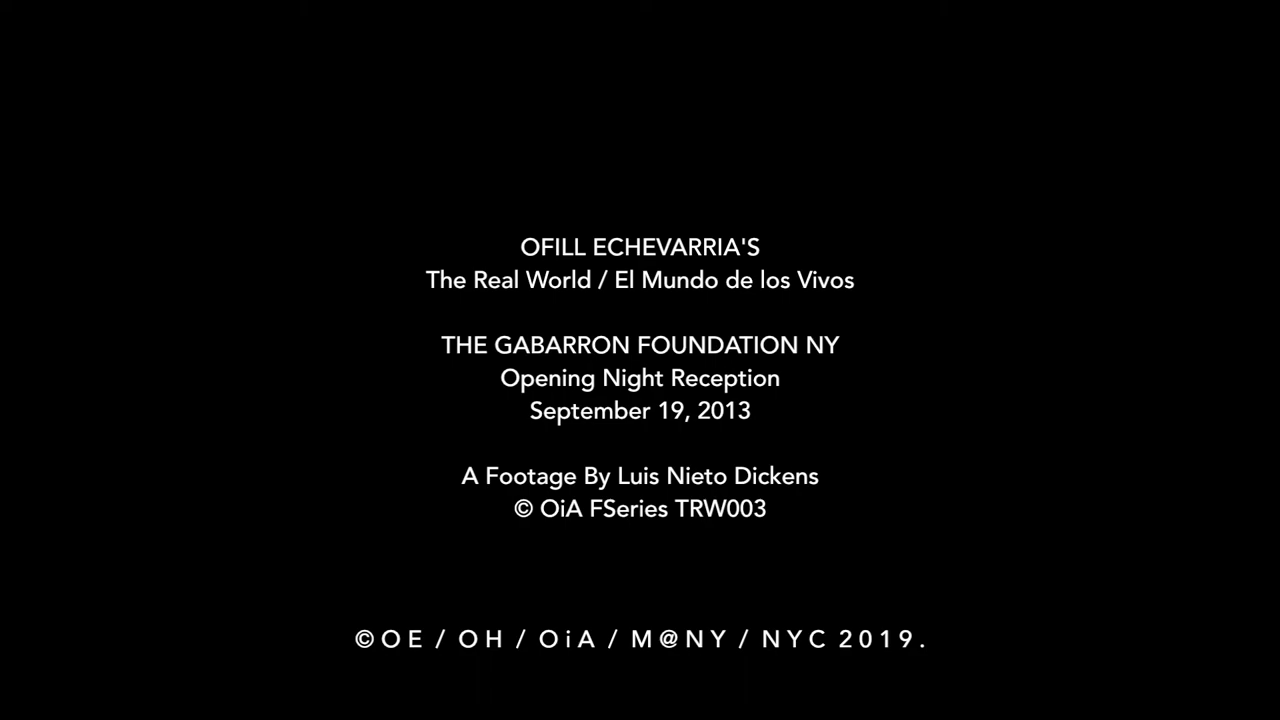 OFILL ECHEVARRIA'S
The Real World / El Mundo de los Vivos
THE GABARRON FOUNDATION NY
Opening Night Reception
September 19, 2013
A Footage By Luis Nieto Dickens
© OiA FSeries TRW003
©OE / OH / OiA / M@NY / NYC 2019.